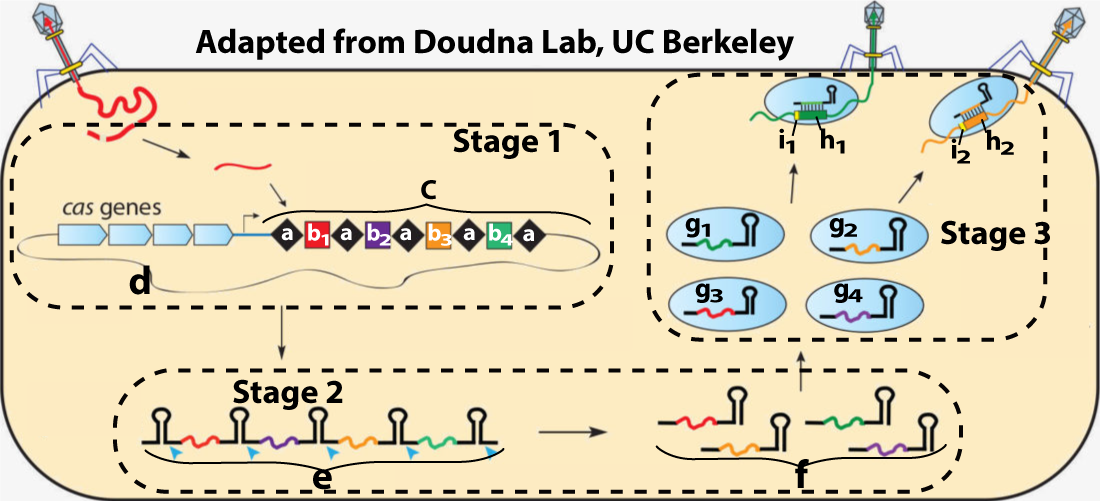 Adapted from Doudna Lab, UC Berkeley
Stage 1
c
cas genes
a b1 a b2 a b3 a b4 a
d
i1 h1
i2 h2
g1 g2
Stage 3
g3 g4
Stage 2
e
f